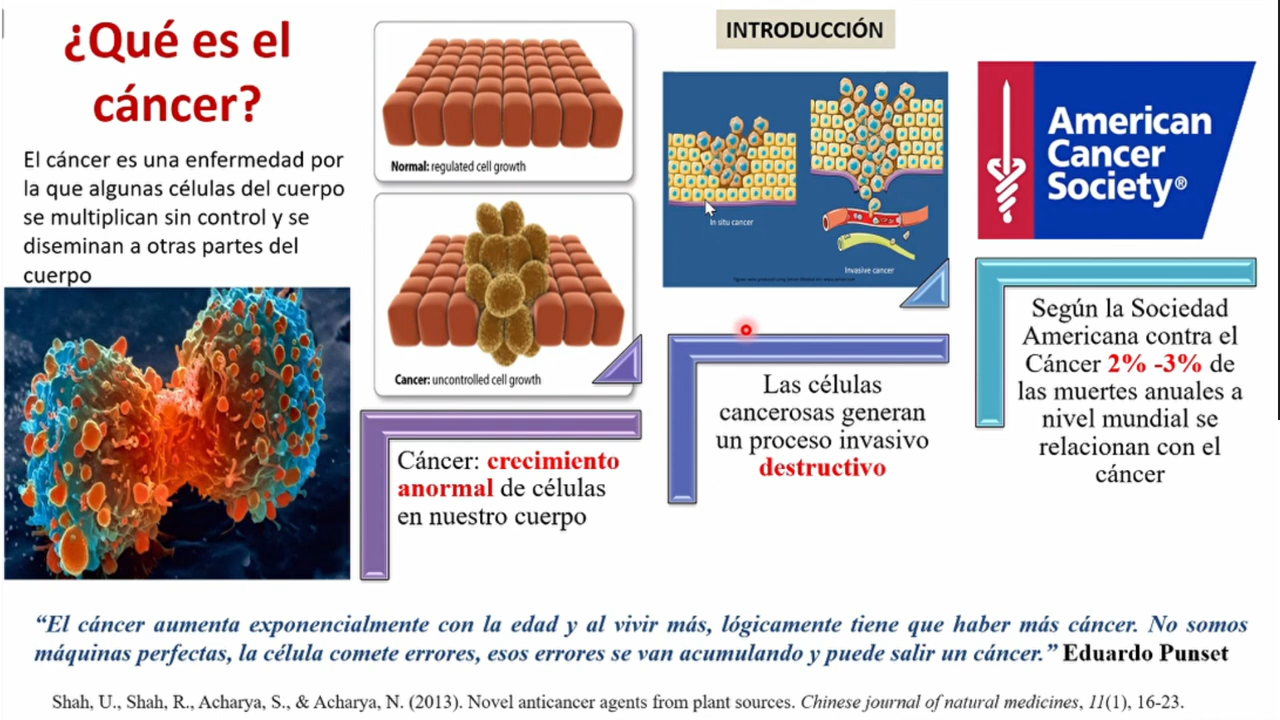 ¿Qué es el
cáncer?
El cáncer es una enfermedad por
la que algunas células del cuerpo
se multiplican sin control y se
diseminan a otras partes del
cuerpo
Normal: regulated cell growth
Cancer: uncontrolled cell growth
Cáncer: crecimiento
anormal de células
en nuestro cuerpo
INTRODUCCIÓN
In situ cancer
Invasive cancer
Las células
cancerosas generan
un proceso invasivo
destructivo
American
Cancer
Society®
Según la Sociedad
Americana contra el
Cáncer 2% -3% de
las muertes anuales a
nivel mundial se
relacionan con el
cáncer
“El cáncer aumenta exponencialmente con la edad y al vivir más, lógicamente tiene que haber más cáncer. No somos
máquinas perfectas, la célula comete errores, esos errores se van acumulando y puede salir un cáncer.” Eduardo Punset
Shah, U., Shah, R., Acharya, S., & Acharya, N. (2013). Novel anticancer agents from plant sources. Chinese journal of natural medicines, 11(1), 16-23.